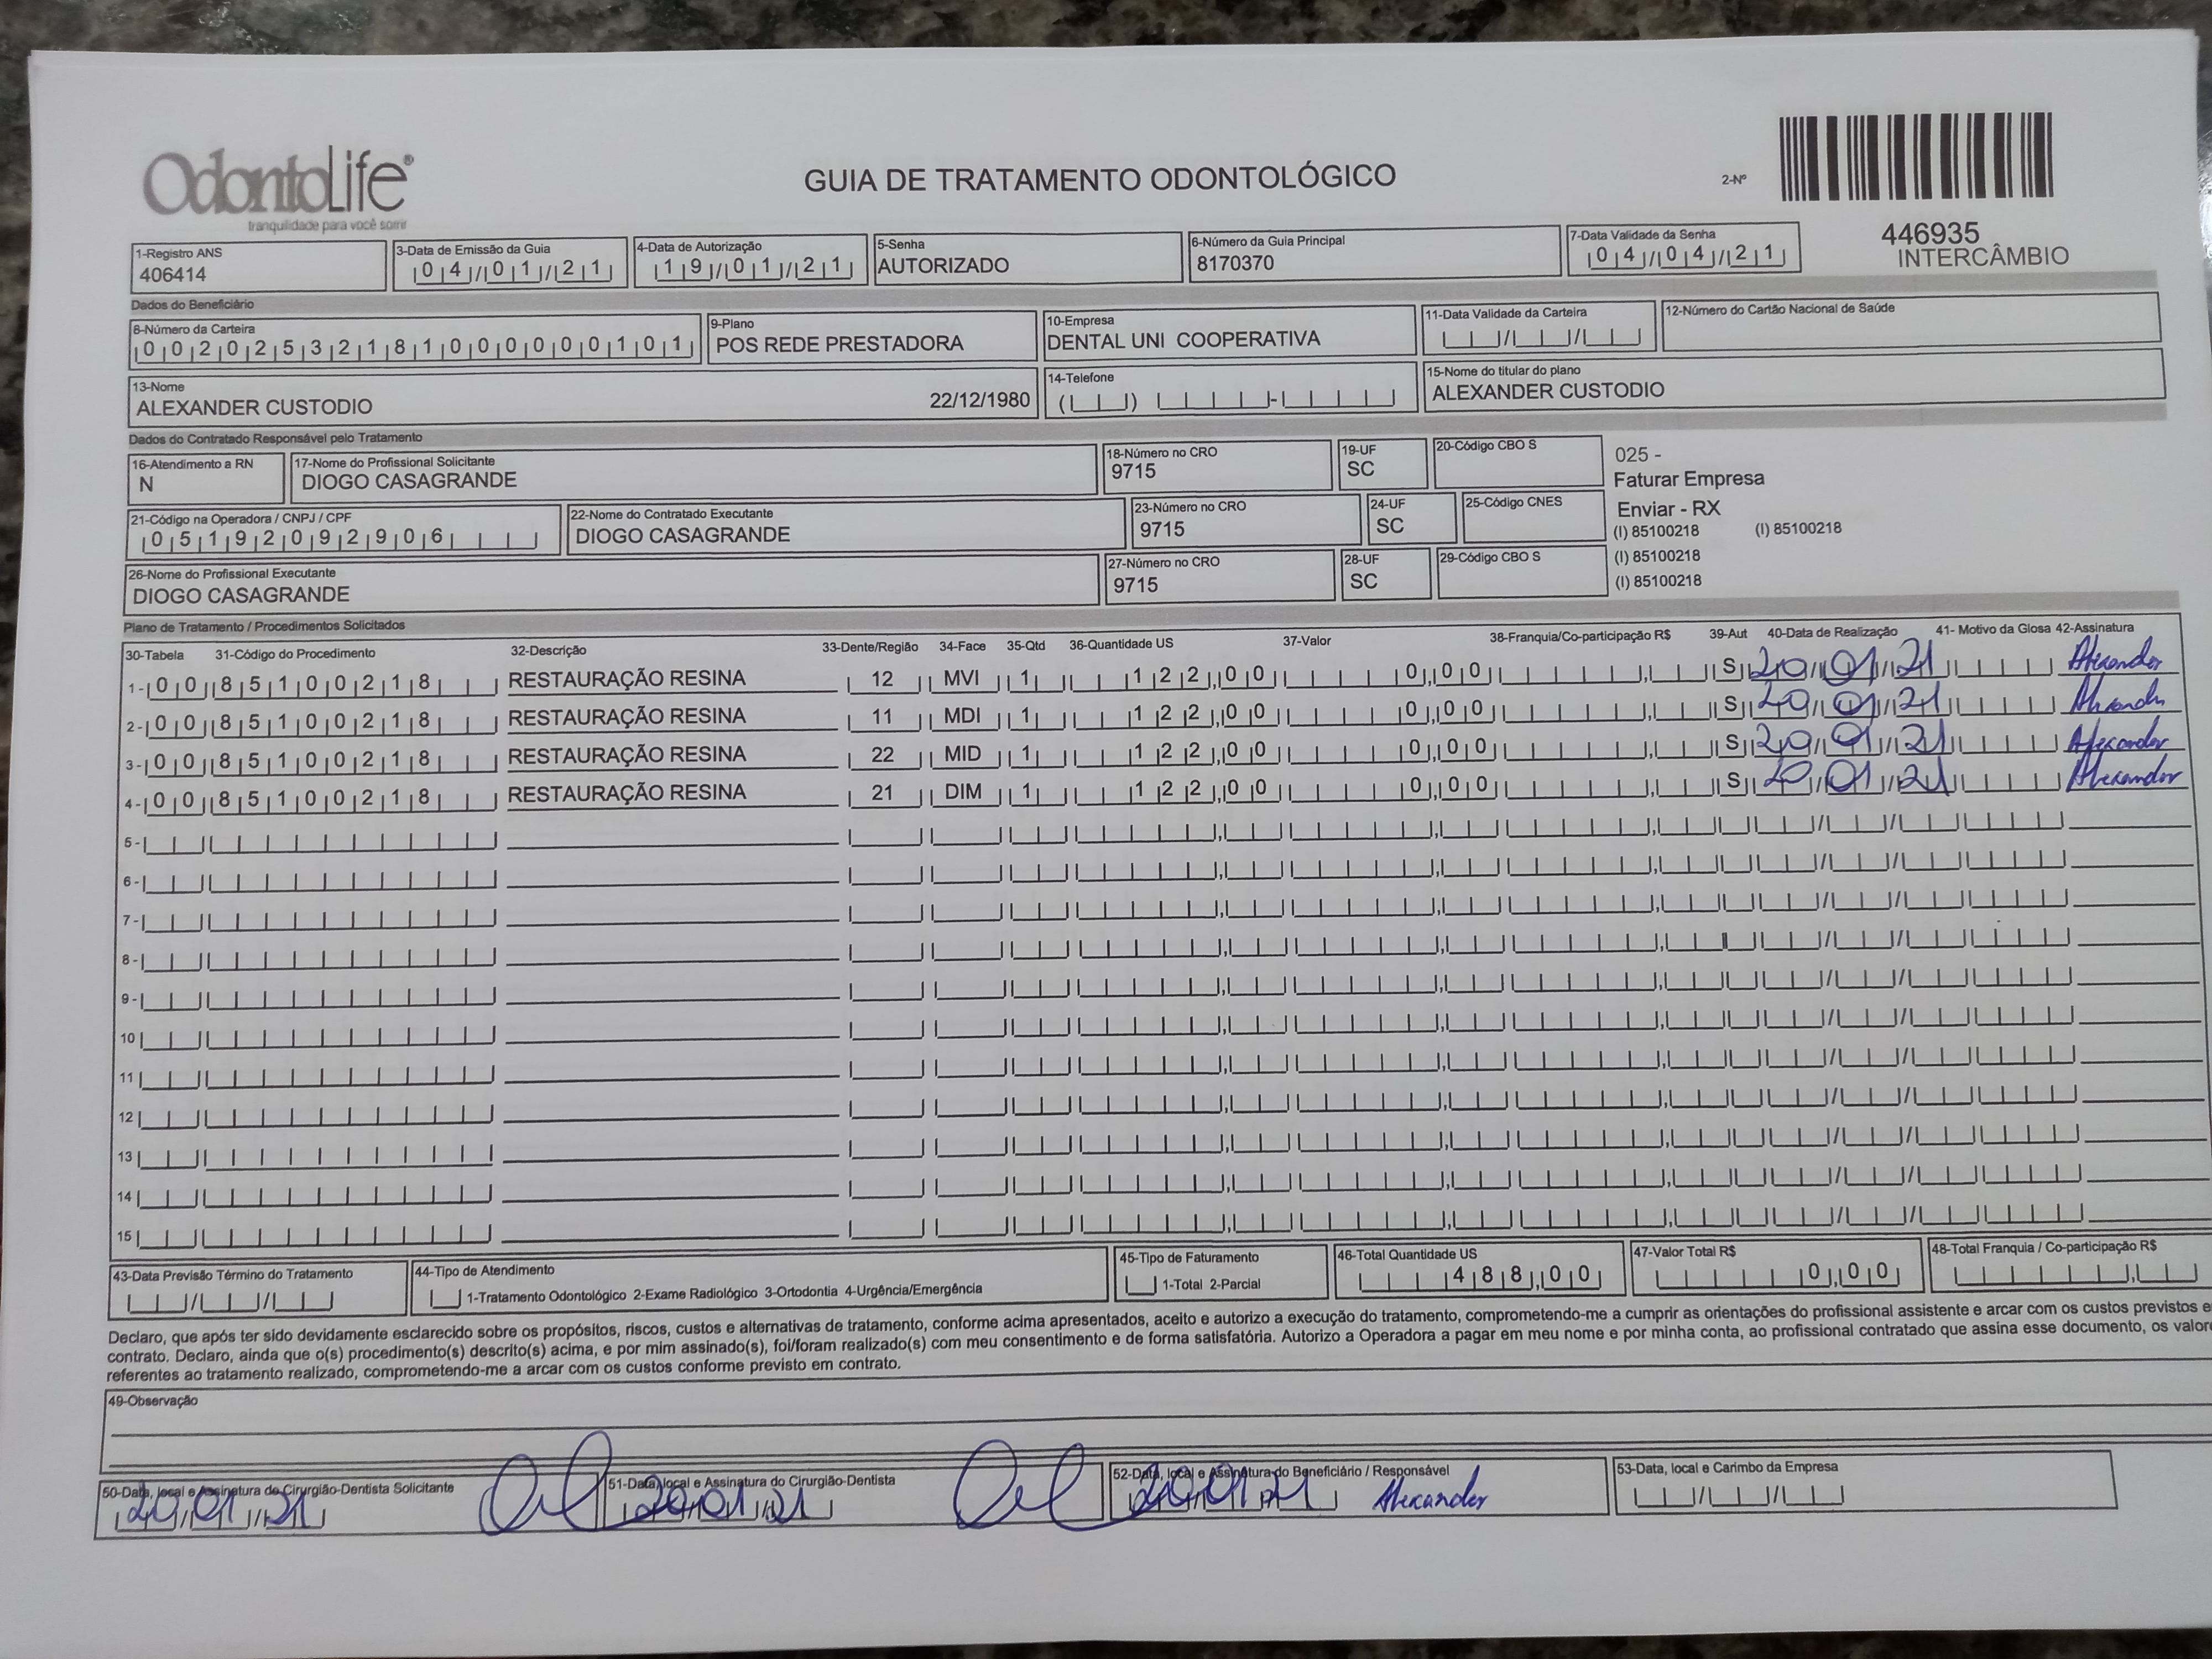 OdontoLife®
tranquilidade para você sorrir
GUIA DE TRATAMENTO ODONTOLÓGICO
2-Nº
446935
INTERCÂMBIO
1-Registro ANS
406414
3-Data de Emissão da Guia
04/01/21
4-Data de Autorização
19/01/21
5-Senha
AUTORIZADO
6-Número da Guia Principal
8170370
7-Data Validade da Senha
04/04/21
Dados do Beneficiário
8-Número da Carteira
00202532181000000101
9-Plano
POS REDE PRESTADORA
10-Empresa
DENTAL UNI COOPERATIVA
11-Data Validade da Carteira
12-Número do Cartão Nacional de Saúde
13-Nome
ALEXANDER CUSTODIO 22/12/1980
14-Telefone
15-Nome do titular do plano
ALEXANDER CUSTODIO
Dados do Contratado Responsável pelo Tratamento
16-Atendimento a RN
N
17-Nome do Profissional Solicitante
DIOGO CASAGRANDE
18-Número no CRO
9715
19-UF
SC
20-Código CBO S
025 -
Faturar Empresa
Enviar - RX
(I) 85100218 (I) 85100218
(I) 85100218
(I) 85100218
21-Código na Operadora / CNPJ / CPF
05192092906
22-Nome do Contratado Executante
DIOGO CASAGRANDE
23-Número no CRO
9715
24-UF
SC
25-Código CNES
26-Nome do Profissional Executante
DIOGO CASAGRANDE
27-Número no CRO
9715
28-UF
SC
29-Código CBO S
Plano de Tratamento / Procedimentos Solicitados
30-Tabela 31-Código do Procedimento 32-Descrição 33-Dente/Região 34-Face 35-Qtd 36-Quantidade US 37-Valor 38-Franquia/Co-participação R$ 39-Aut 40-Data de Realização 41- Motivo da Glosa 42-Assinatura
1- 00 85100218 RESTAURAÇÃO RESINA 12 MVI 1 122,00 0,00 S 20/01/21 Alexander
2- 00 85100218 RESTAURAÇÃO RESINA 11 MDI 1 122,00 0,00 S 20/01/21 Alexander
3- 00 85100218 RESTAURAÇÃO RESINA 22 MID 1 122,00 0,00 S 20/01/21 Alexander
4- 00 85100218 RESTAURAÇÃO RESINA 21 DIM 1 122,00 0,00 S 20/01/21 Alexander
5-
6-
7-
8-
9-
10
11
12
13
14
15
43-Data Previsão Término do Tratamento
44-Tipo de Atendimento
1-Tratamento Odontológico 2-Exame Radiológico 3-Ortodontia 4-Urgência/Emergência
45-Tipo de Faturamento
1-Total 2-Parcial
46-Total Quantidade US
488,00
47-Valor Total R$
0,00
48-Total Franquia / Co-participação R$
Declaro, que após ter sido devidamente esclarecido sobre os propósitos, riscos, custos e alternativas de tratamento, conforme acima apresentados, aceito e autorizo a execução do tratamento, comprometendo-me a cumprir as orientações do profissional assistente e arcar com os custos previstos e
contrato. Declaro, ainda que o(s) procedimento(s) descrito(s) acima, e por mim assinado(s), foi/foram realizado(s) com meu consentimento e de forma satisfatória. Autorizo a Operadora a pagar em meu nome e por minha conta, ao profissional contratado que assina esse documento, os valor
referentes ao tratamento realizado, comprometendo-me a arcar com os custos conforme previsto em contrato.
49-Observação
50-Data, local e Assinatura do Cirurgião-Dentista Solicitante
20/01/21
51-Data, local e Assinatura do Cirurgião-Dentista
20/01/21
52-Data, local e Assinatura do Beneficiário / Responsável
20/01/21 Alexander
53-Data, local e Carimbo da Empresa